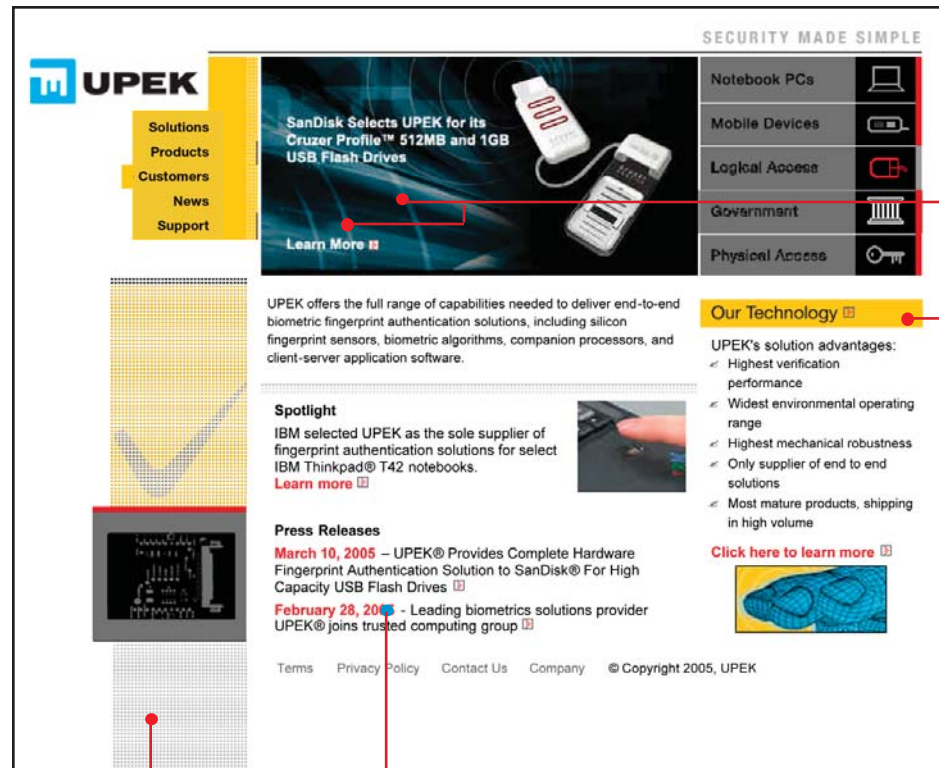 SECURITY MADE SIMPLE
UPEK
Solutions
Products
Customers
News
Support
SanDisk Selects UPEK for its
Cruzer Profile™ 512MB and 1GB
USB Flash Drives
Learn More
Notebook PCs
Mobile Devices
Logical Access
Government
Physical Access
UPEK offers the full range of capabilities needed to deliver end-to-end
biometric fingerprint authentication solutions, including silicon
fingerprint sensors, biometric algorithms, companion processors, and
client-server application software.
Spotlight
IBM selected UPEK as the sole supplier of
fingerprint authentication solutions for select
IBM Thinkpad® T42 notebooks.
Learn more
Press Releases
March 10, 2005 – UPEK® Provides Complete Hardware
Fingerprint Authentication Solution to SanDisk® For High
Capacity USB Flash Drives
February 28, 2005 - Leading biometrics solutions provider
UPEK® joins trusted computing group
Our Technology
UPEK's solution advantages:
Highest verification
performance
Widest environmental operating
range
Highest mechanical robustness
Only supplier of end to end
solutions
Most mature products, shipping
in high volume
Click here to learn more
Terms Privacy Policy Contact Us Company © Copyright 2005, UPEK